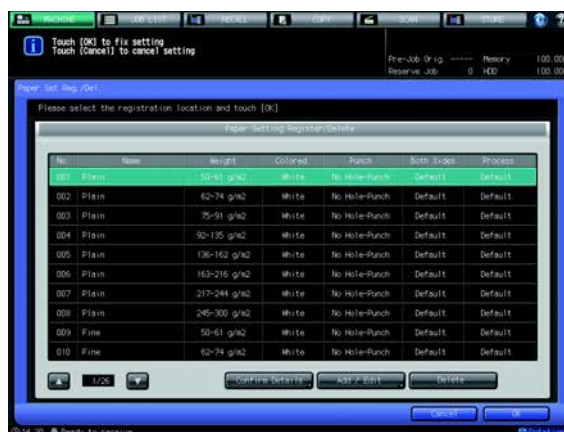 MACHINE JOB LIST RECALL COPY SCAN STORE
Touch [OK] to fix setting
Touch [Cancel] to cancel setting
Pre-Job Orig. ----- Memory 100.00
Reserve Job 0 HDD 100.00
Paper Set Reg./Del.
Please select the registration location and touch [OK]
Paper Setting Register/Delete
No. Name Weight Colored Punch Both Sides Process
001 Plain 50-61 g/m2 White No Hole-Punch Default Default
002 Plain 62-74 g/m2 White No Hole-Punch Default Default
003 Plain 75-91 g/m2 White No Hole-Punch Default Default
004 Plain 92-135 g/m2 White No Hole-Punch Default Default
005 Plain 136-162 g/m2 White No Hole-Punch Default Default
006 Plain 163-216 g/m2 White No Hole-Punch Default Default
007 Plain 217-244 g/m2 White No Hole-Punch Default Default
008 Plain 245-300 g/m2 White No Hole-Punch Default Default
009 Fine 50-61 g/m2 White No Hole-Punch Default Default
010 Fine 62-74 g/m2 White No Hole-Punch Default Default
1/26 Confirm Details Add / Edit Delete
Cancel OK
Ready to receive Rotation